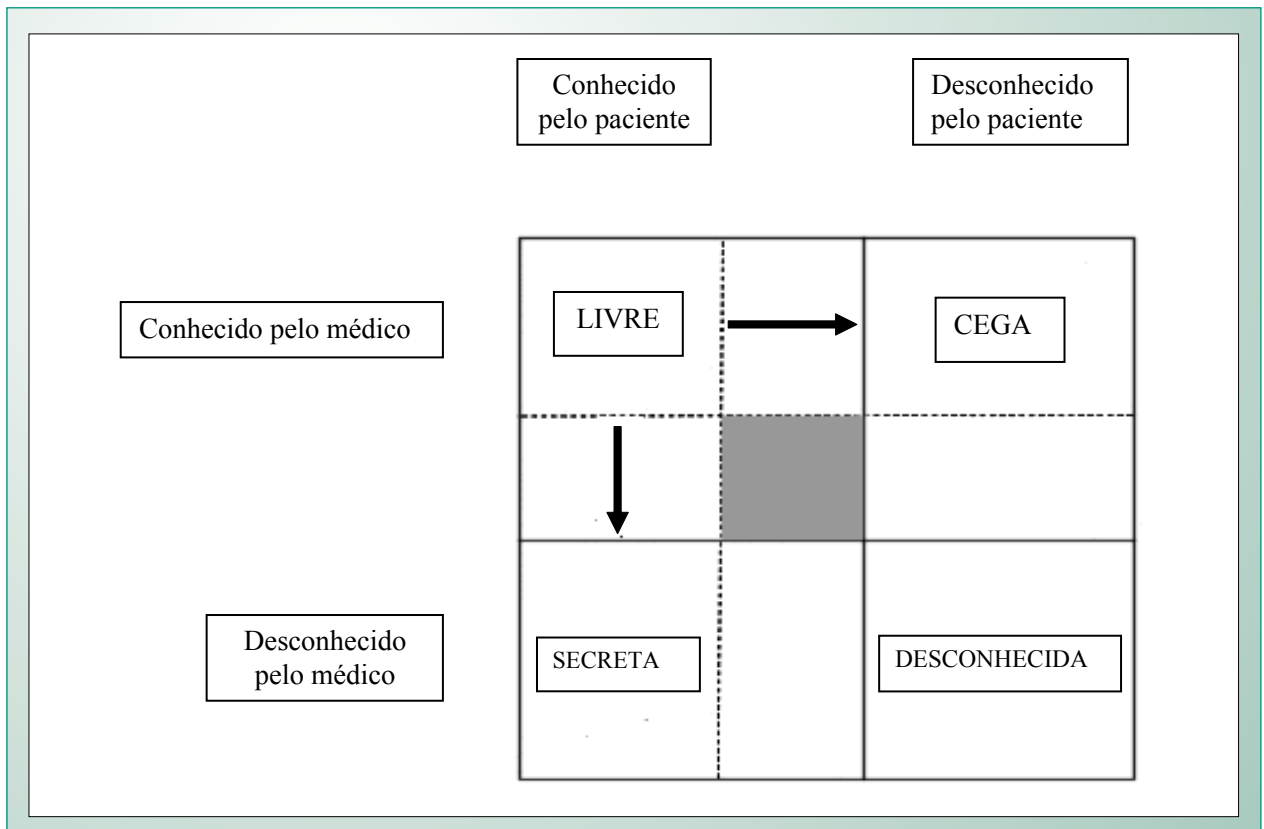 Conhecido
pelo paciente
Desconhecido
pelo paciente
Conhecido pelo médico
LIVRE
CEGA
Desconhecido
pelo médico
SECRETA
DESCONHECIDA